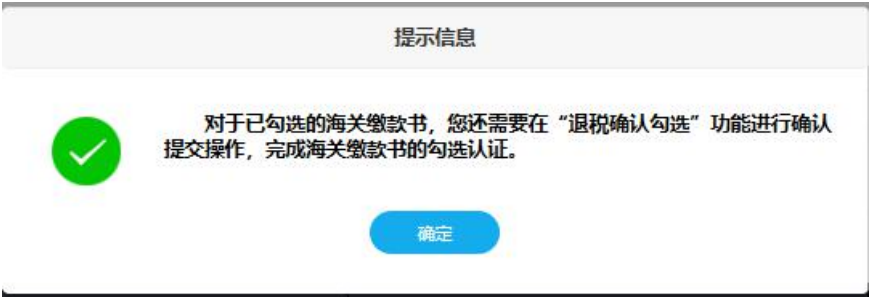 提示信息
对于已勾选的海关缴款书，您还需要在“退税确认勾选”功能进行确认
提交操作，完成海关缴款书的勾选认证。
确定